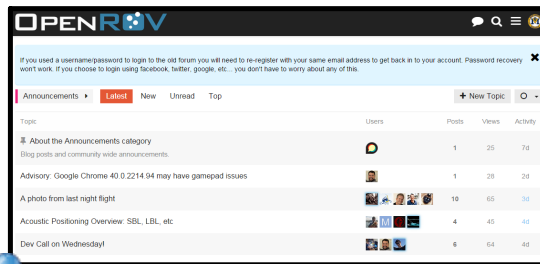 OPENROV
If you used a username/password to login to the old forum you will need to re-register with your same email address to get back in to your account. Password recovery
won't work. If you choose to login using facebook, twitter, google, etc... you don't have to worry about any of this.
Announcements Latest New Unread Top + New Topic
Topic Users Posts Views Activity
About the Announcements category 1 25 7d
Blog posts and community wide announcements.
Advisory: Google Chrome 40.0.2214.94 may have gamepad issues 1 28 2d
A photo from last night flight 10 65 3d
Acoustic Positioning Overview: SBL, LBL, etc M 4 45 4d
Dev Call on Wednesday! 6 64 4d